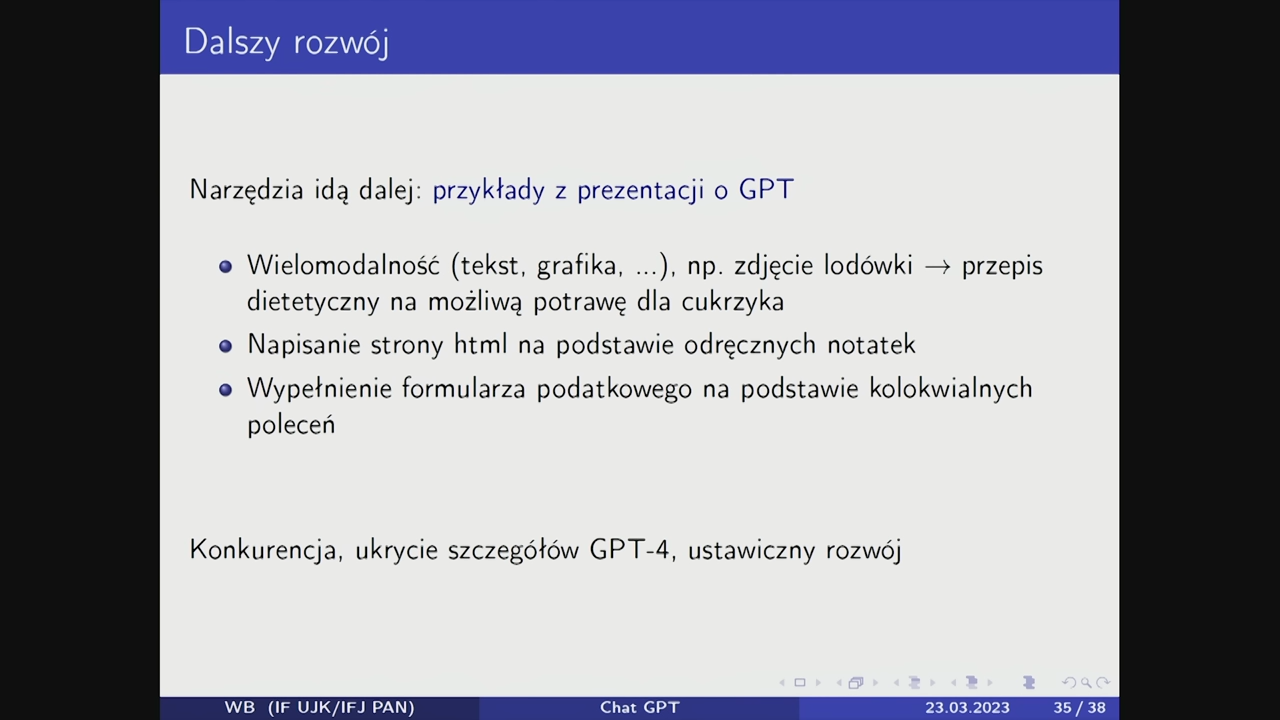 Dalszy rozwój
Narzędzia idą dalej: przykłady z prezentacji o GPT
Wielomodalność (tekst, grafika, ...), np. zdjęcie lodówki → przepis
dietetyczny na możliwą potrawę dla cukrzyka
Napisanie strony html na podstawie odręcznych notatek
Wypełnienie formularza podatkowego na podstawie kolokwialnych
poleceń
Konkurencja, ukrycie szczegółów GPT-4, ustawiczny rozwój
WB (IF UJK/IFJ PAN) Chat GPT 23.03.2023 35 / 38